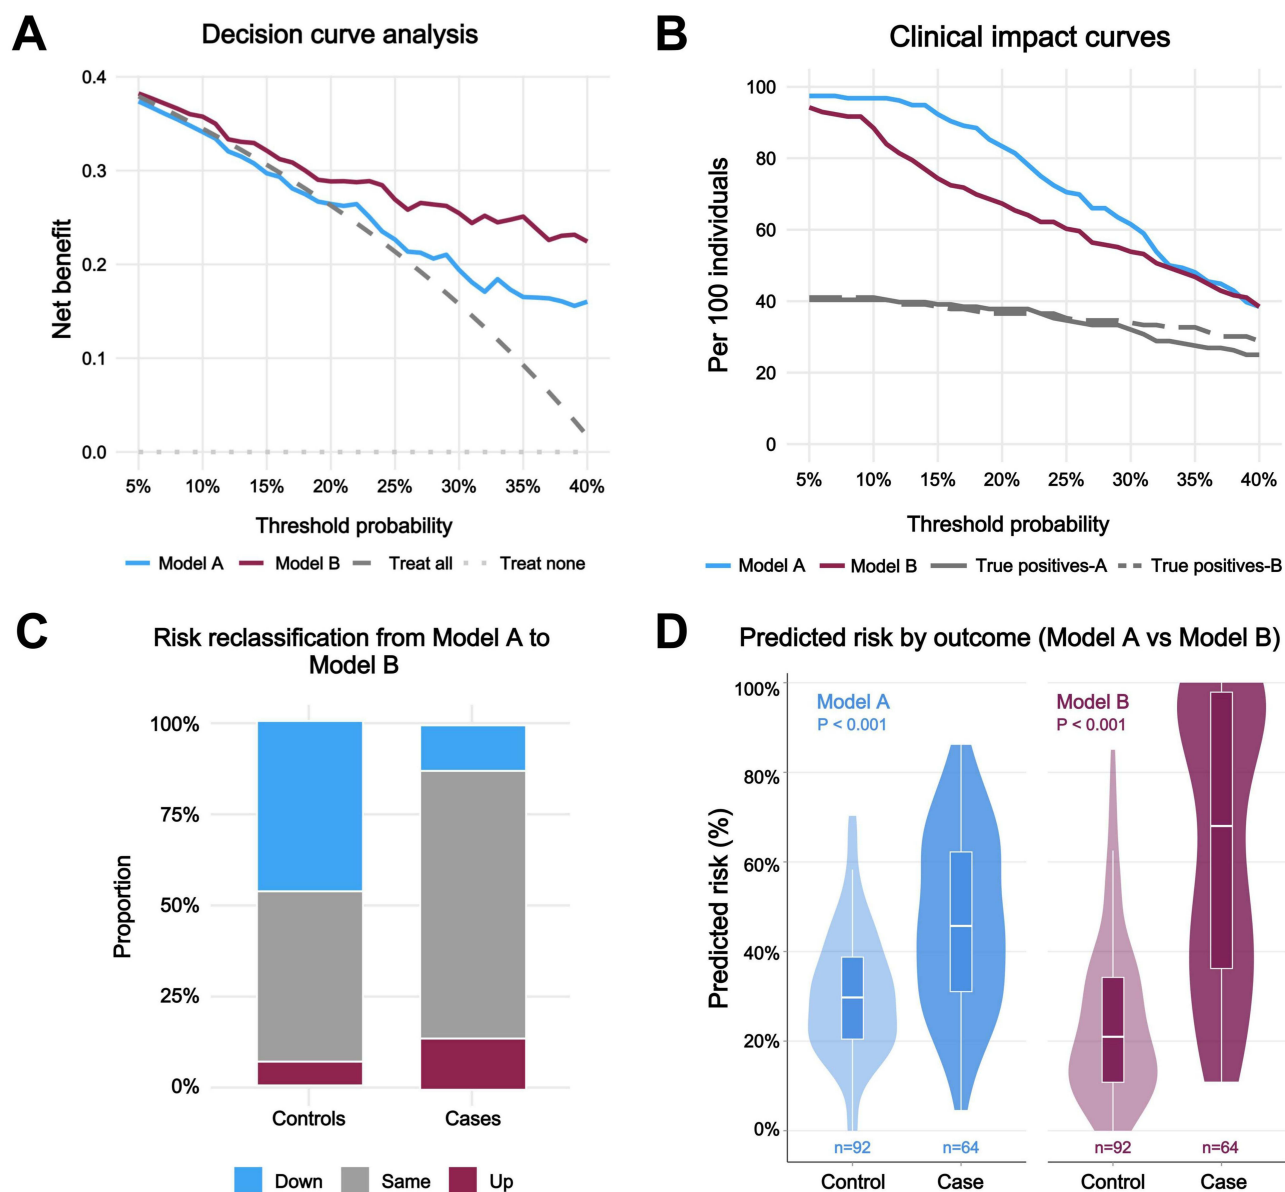 A
Decision curve analysis
0.4
0.3
0.2
0.1
0.0
Net benefit
5% 10% 15% 20% 25% 30% 35% 40%
Threshold probability
Model A Model B Treat all Treat none
B
Clinical impact curves
100
80
60
40
20
0
Per 100 individuals
5% 10% 15% 20% 25% 30% 35% 40%
Threshold probability
Model A Model B True positives-A True positives-B
C
Risk reclassification from Model A to
Model B
100%
75%
50%
25%
0%
Proportion
Controls Cases
Down Same Up
D
Predicted risk by outcome (Model A vs Model B)
100%
80%
60%
40%
20%
0%
Predicted risk (%)
Model A
P < 0.001
Model B
P < 0.001
n=92 n=64 n=92 n=64
Control Case Control Case